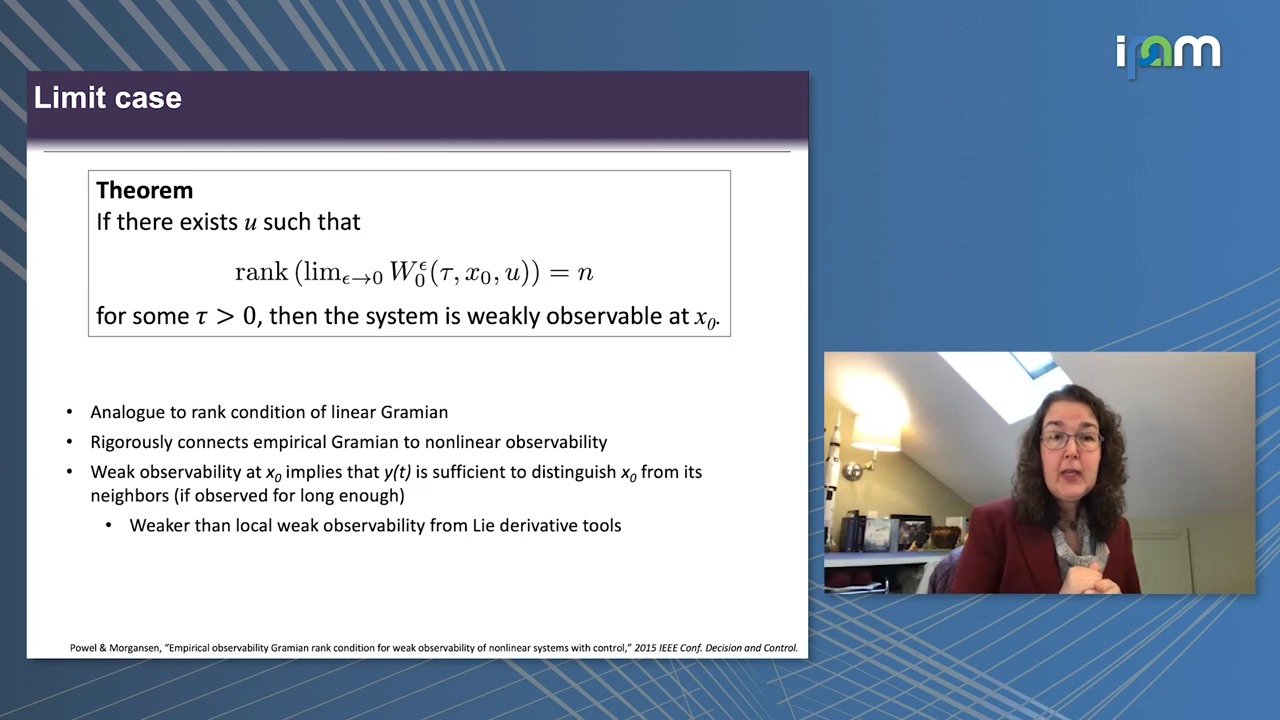 ipam
Limit case
Theorem
If there exists u such that
rank (lim_{ϵ→0} W_0^ϵ(τ, x_0, u)) = n
for some τ > 0, then the system is weakly observable at x_0.
• Analogue to rank condition of linear Gramian
• Rigorously connects empirical Gramian to nonlinear observability
• Weak observability at x_0 implies that y(t) is sufficient to distinguish x_0 from its
neighbors (if observed for long enough)
• Weaker than local weak observability from Lie derivative tools
Powel & Morgansen, “Empirical observability Gramian rank condition for weak observability of nonlinear systems with control,” 2015 IEEE Conf. Decision and Control.